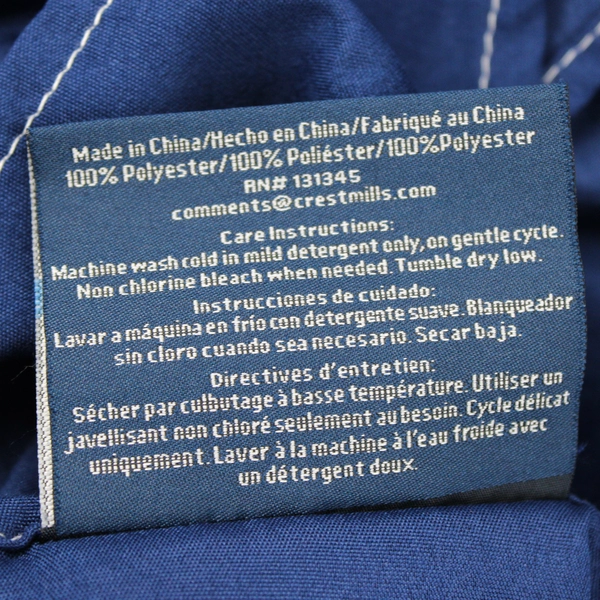 Made in China/Hecho en China/Fabriqué au China
100% Polyester/100% Poliéster/100%Polyester
RN# 131345
comments@crestmills.com
Care Instructions:
Machine wash cold in mild detergent only, on gentle cycle.
Non chlorine bleach when needed. Tumble dry low.
Instrucciones de cuidado:
Lavar a máquina en frío con detergente suave. Blanqueador
sin cloro cuando sea necesario. Secar baja.
Directives d'entretien:
Sécher par culbutage à basse température. Utiliser un
javellisant non chloré seulement au besoin. Cycle délicat
uniquement. Laver à la machine à l'eau froide avec
un détergent doux.